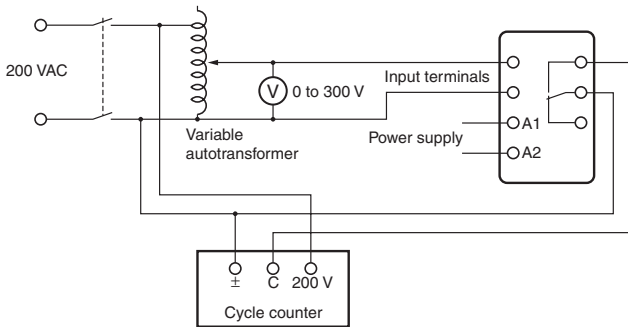 200 VAC
V
0 to 300 V
Input terminals
Variable
autotransformer
Power supply
A1
A2
± C 200 V
Cycle counter